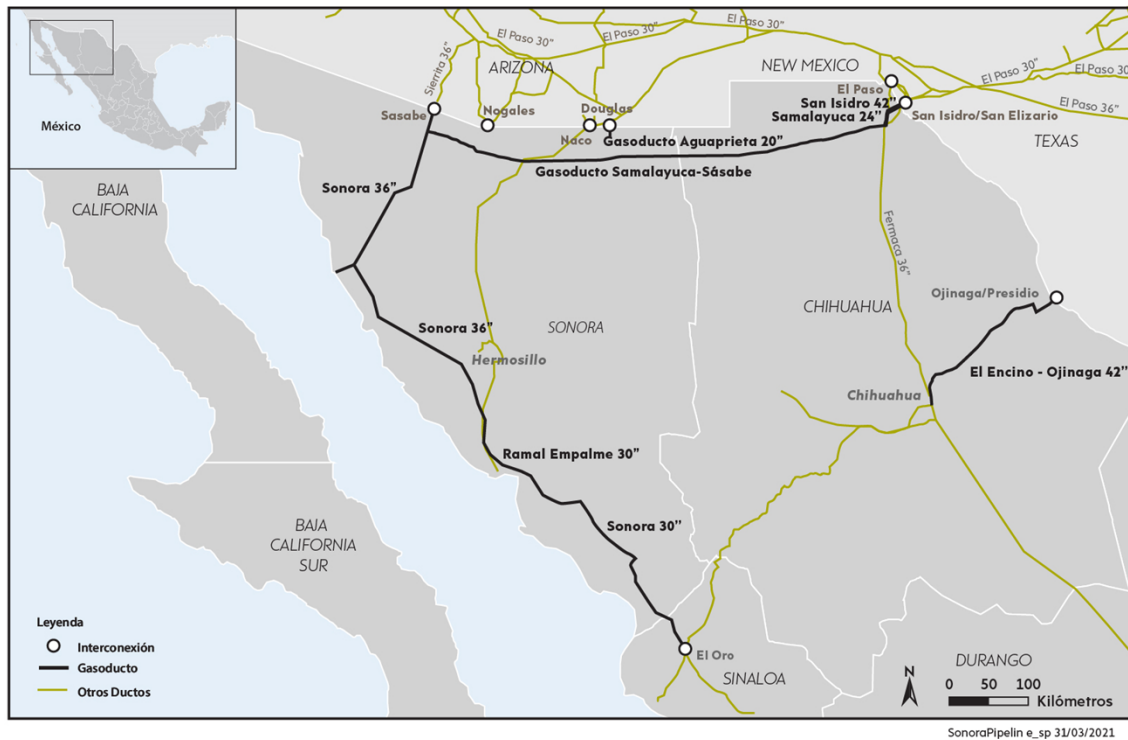 El Paso 30”
El Paso 30”
El Paso 30”
El Paso 30”
El Paso 30”
El Paso 36”
Sierrita 36”
ARIZONA
NEW MEXICO
TEXAS
México
Sasabe
Nogales
Naco
Douglas
El Paso
San Isidro 42”
Samalayuca 24”
San Isidro/San Elizario
Gasoducto Aguaprieta 20”
Gasoducto Samalayuca-Sásabe
BAJA
CALIFORNIA
Sonora 36”
Fermaca 36”
Ojinaga/Presidio
CHIHUAHUA
Sonora 36”
SONORA
Hermosillo
El Encino - Ojinaga 42”
Chihuahua
Ramal Empalme 30”
Sonora 30”
BAJA
CALIFORNIA
SUR
El Oro
SINALOA
DURANGO
Leyenda
Interconexión
Gasoducto
Otros Ductos
N
0 50 100
Kilómetros
SonoraPipelin e_sp 31/03/2021